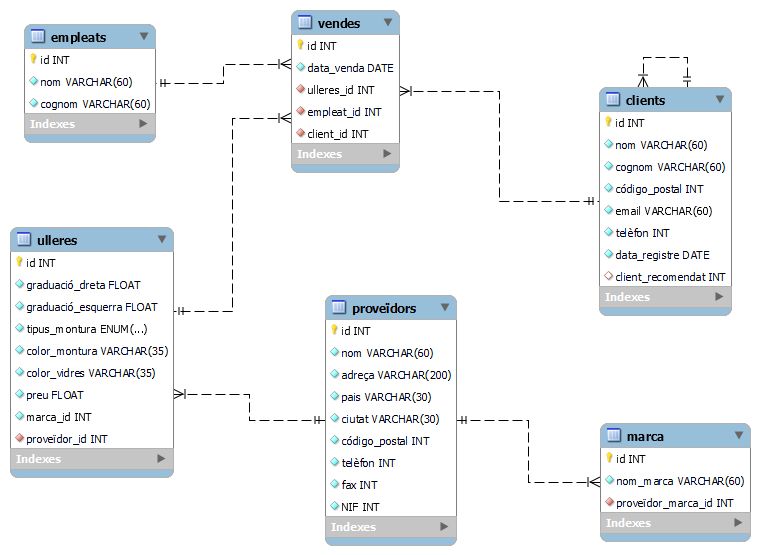 empleats
id INT
nom VARCHAR(60)
cognom VARCHAR(60)
Indexes
vendes
id INT
data_venda DATE
ulleres_id INT
empleat_id INT
client_id INT
Indexes
clients
id INT
nom VARCHAR(60)
cognom VARCHAR(60)
código_postal INT
email VARCHAR(60)
telèfon INT
data_registre DATE
client_recomendat INT
Indexes
ulleres
id INT
graduació_dreta FLOAT
graduació_esquerra FLOAT
tipus_montura ENUM(...)
color_montura VARCHAR(35)
color_vidres VARCHAR(35)
preu FLOAT
marca_id INT
proveïdor_id INT
Indexes
proveïdors
id INT
nom VARCHAR(60)
adreça VARCHAR(200)
pais VARCHAR(30)
ciutat VARCHAR(30)
código_postal INT
telèfon INT
fax INT
NIF INT
Indexes
marca
id INT
nom_marca VARCHAR(60)
proveïdor_marca_id INT
Indexes